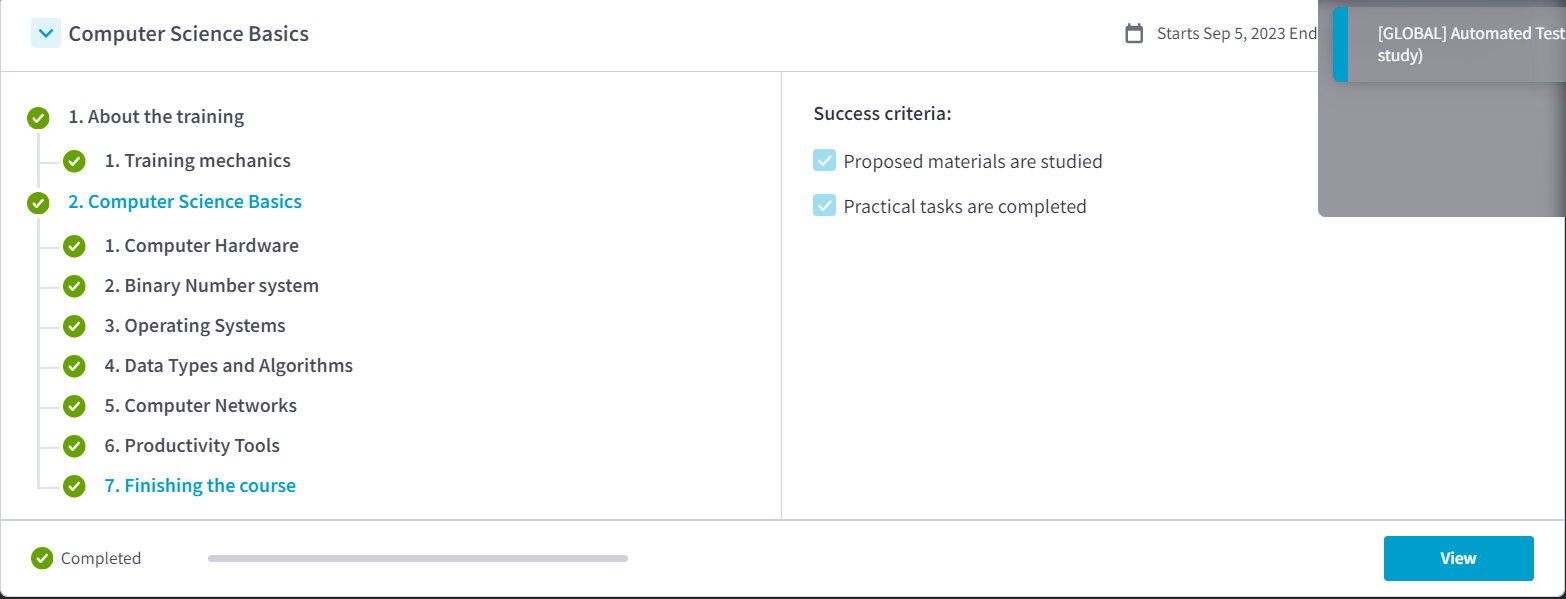 Computer Science Basics
Starts Sep 5, 2023 End
[GLOBAL] Automated Test
study)
1. About the training
1. Training mechanics
2. Computer Science Basics
1. Computer Hardware
2. Binary Number system
3. Operating Systems
4. Data Types and Algorithms
5. Computer Networks
6. Productivity Tools
7. Finishing the course
Success criteria:
Proposed materials are studied
Practical tasks are completed
Completed
View